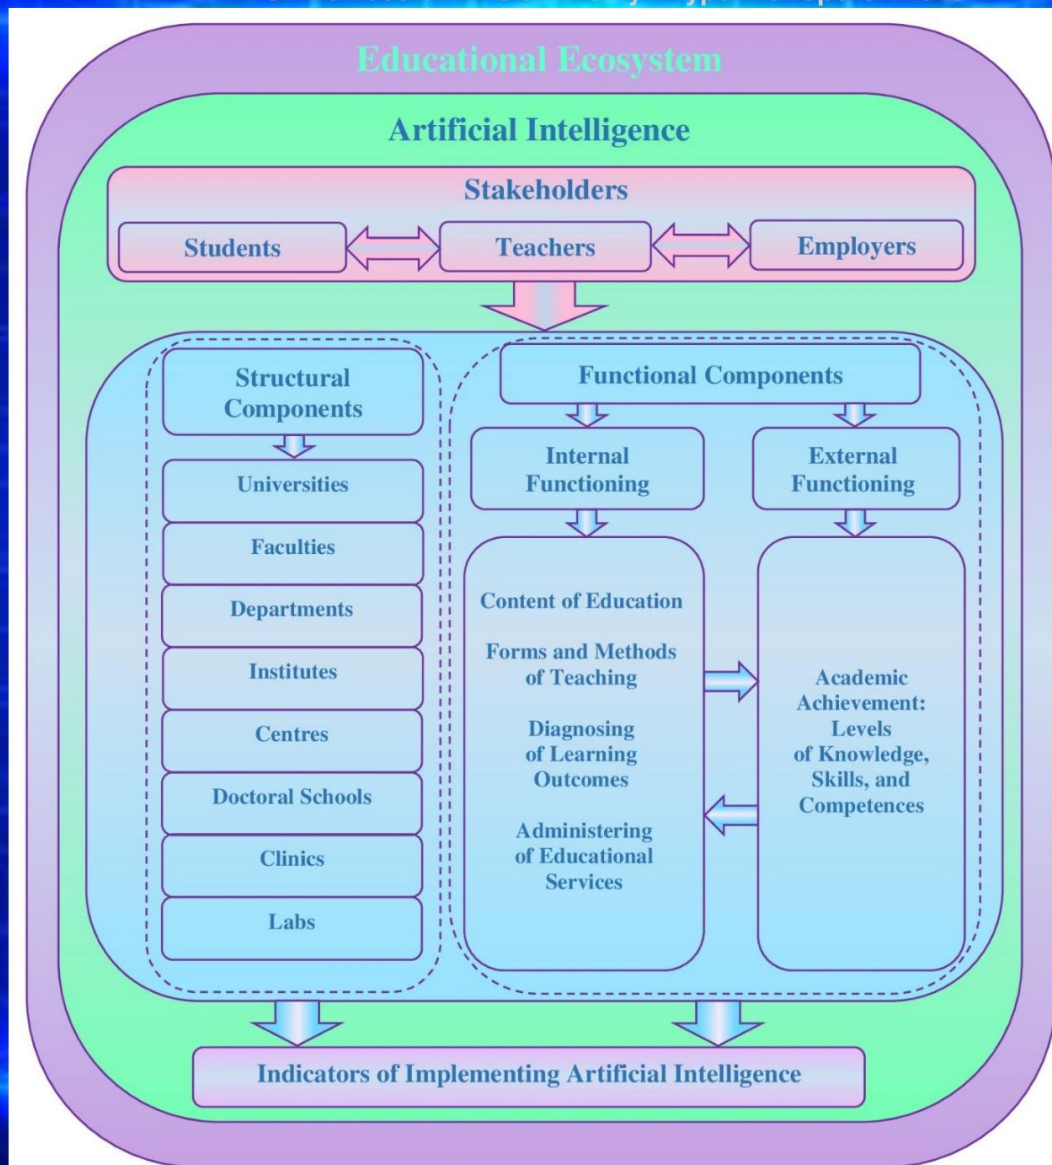 Educational Ecosystem
Artificial Intelligence
Stakeholders
Students
Teachers
Employers
Structural
Components
Universities
Faculties
Departments
Institutes
Centres
Doctoral Schools
Clinics
Labs
Functional Components
Internal
Functioning
External
Functioning
Content of Education
Forms and Methods
of Teaching
Diagnosing
of Learning
Outcomes
Administering
of Educational
Services
Academic
Achievement:
Levels
of Knowledge,
Skills, and
Competences
Indicators of Implementing Artificial Intelligence